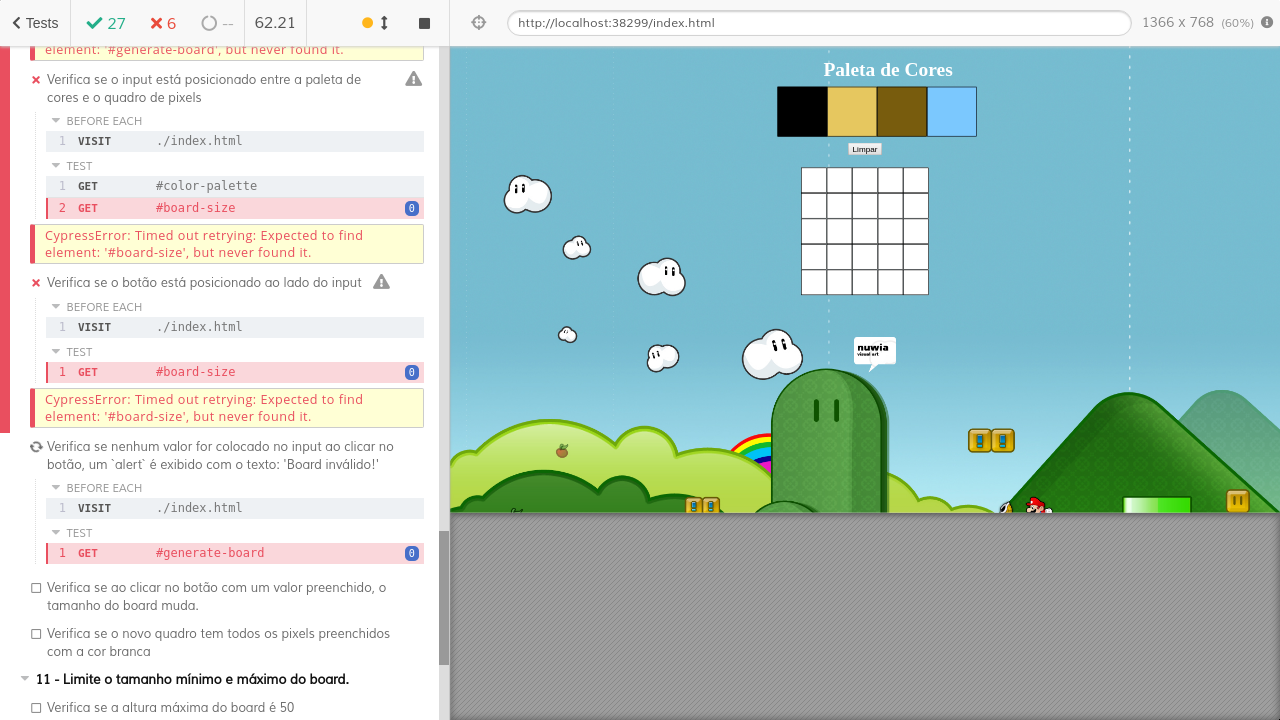 Tests
27
6
--
62.21
http://localhost:38299/index.html
1366 x 768 (60%)
element: '#generate-board', but never found it.
Verifica se o input está posicionado entre a paleta de
cores e o quadro de pixels
BEFORE EACH
1 VISIT ./index.html
TEST
1 GET #color-palette
2 GET #board-size 0
CypressError: Timed out retrying: Expected to find
element: '#board-size', but never found it.
Verifica se o botão está posicionado ao lado do input
BEFORE EACH
1 VISIT ./index.html
TEST
1 GET #board-size 0
CypressError: Timed out retrying: Expected to find
element: '#board-size', but never found it.
Verifica se nenhum valor for colocado no input ao clicar no
botão, um `alert` é exibido com o texto: 'Board inválido!'
BEFORE EACH
1 VISIT ./index.html
TEST
1 GET #generate-board 0
Verifica se ao clicar no botão com um valor preenchido, o
tamanho do board muda.
Verifica se o novo quadro tem todos os pixels preenchidos
com a cor branca
11 - Limite o tamanho mínimo e máximo do board.
Verifica se a altura máxima do board é 50
Paleta de Cores
Limpar
nuwia
visual art